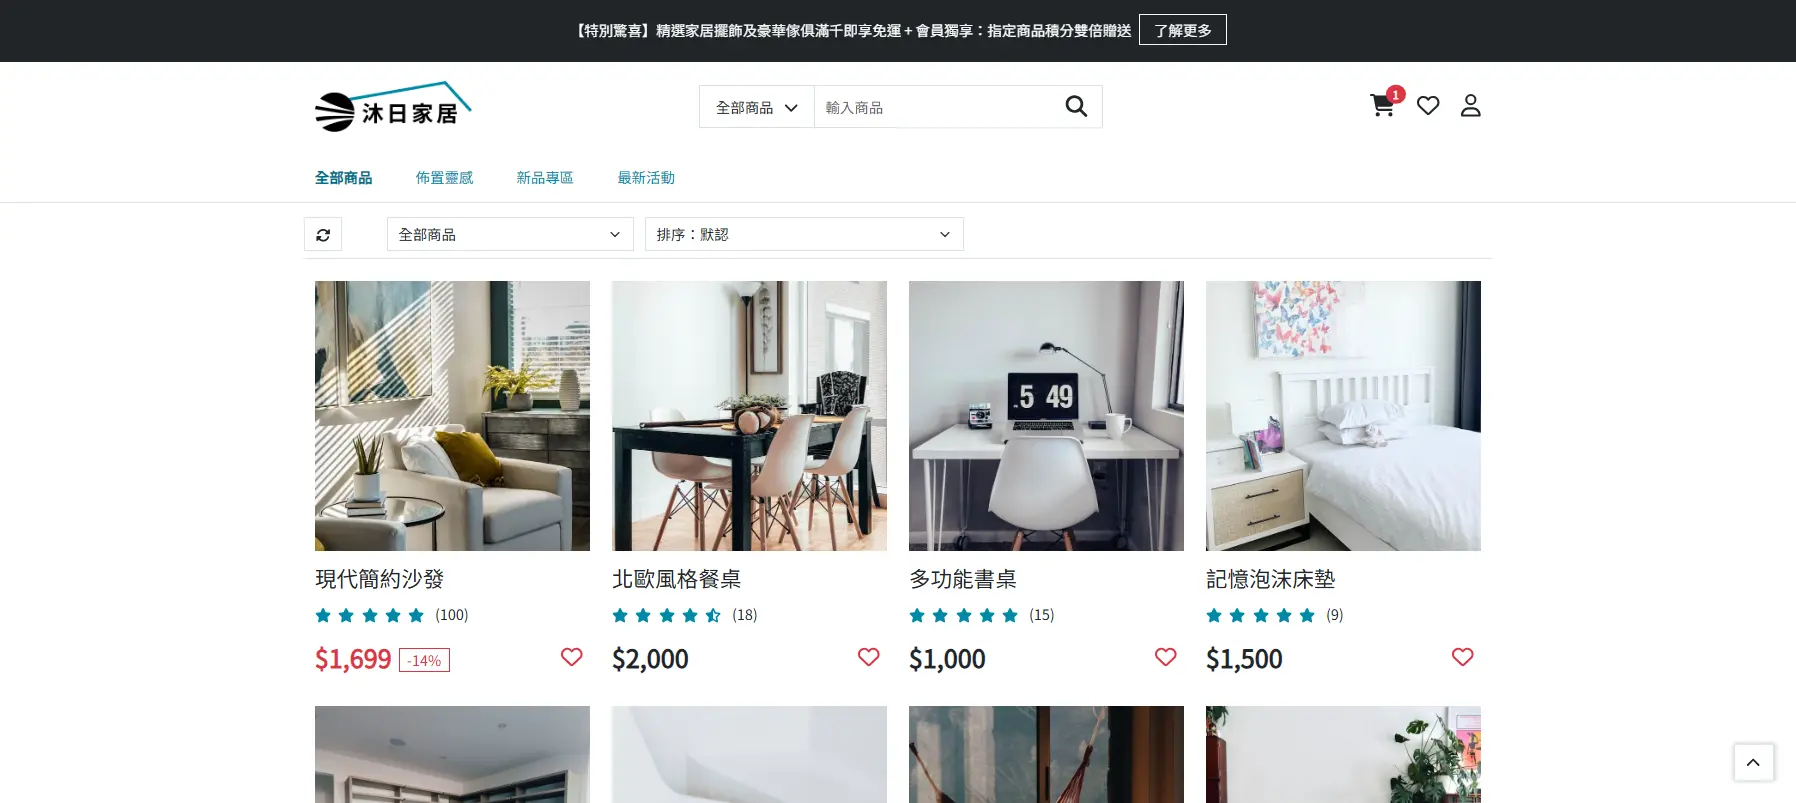 【特別驚喜】精選家居擺飾及豪華傢俱滿千即享免運 + 會員獨享：指定商品積分雙倍贈送 了解更多
沐日家居
全部商品 輸入商品
1
全部商品 佈置靈感 新品專區 最新活動
全部商品 排序：默認
5 49
現代簡約沙發 北歐風格餐桌 多功能書桌 記憶泡沫床墊
(100) (18) (15) (9)
$1,699 -14% $2,000 $1,000 $1,500